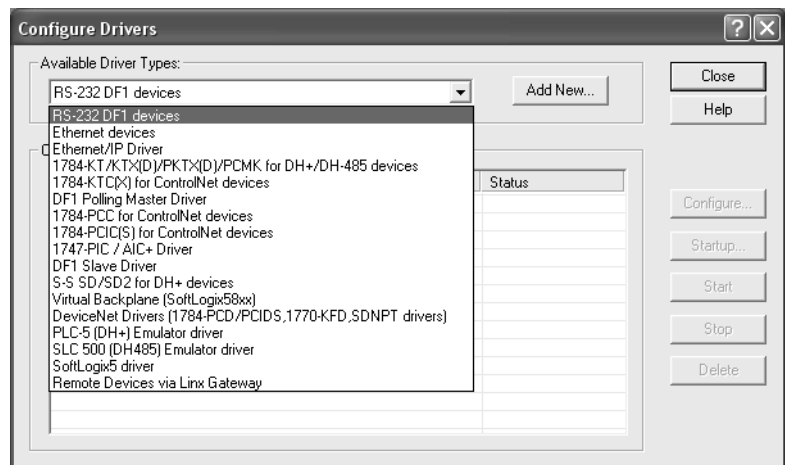 Configure Drivers
Available Driver Types:
RS-232 DF1 devices
Add New...
Close
Help
RS-232 DF1 devices
Ethernet devices
Ethernet/IP Driver
1784-KT/KTX(D)/PKTX(D)/PCMK for DH+/DH-485 devices
1784-KTC(X) for ControlNet devices
DF1 Polling Master Driver
1784-PCC for ControlNet devices
1784-PCIC(S) for ControlNet devices
1747-PIC / AIC+ Driver
DF1 Slave Driver
S-S SD/SD2 for DH+ devices
Virtual Backplane (SoftLogix58xx)
DeviceNet Drivers (1784-PCD/PCIDS,1770-KFD,SDNPT drivers)
PLC-5 (DH+) Emulator driver
SLC 500 (DH485) Emulator driver
SoftLogix5 driver
Remote Devices via Linx Gateway
Status
Configure...
Startup...
Start
Stop
Delete